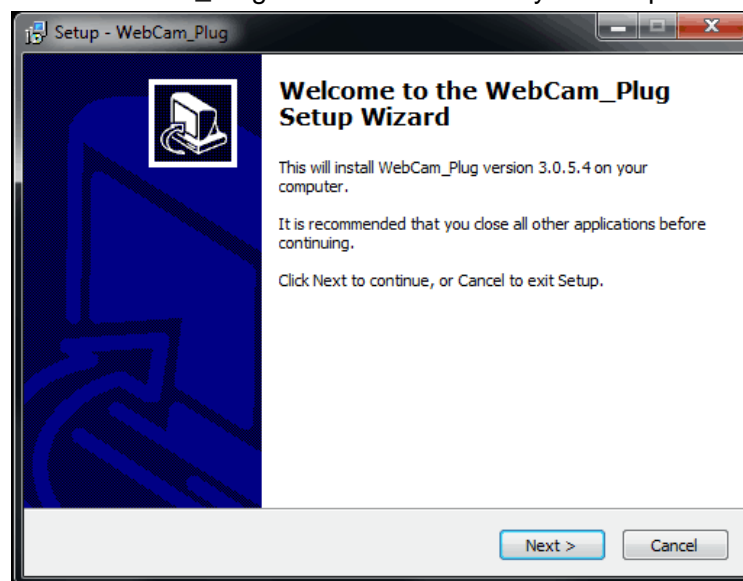 Setup - WebCam_Plug
Welcome to the WebCam_Plug
Setup Wizard
This will install WebCam_Plug version 3.0.5.4 on your
computer.
It is recommended that you close all other applications before
continuing.
Click Next to continue, or Cancel to exit Setup.
Next >
Cancel